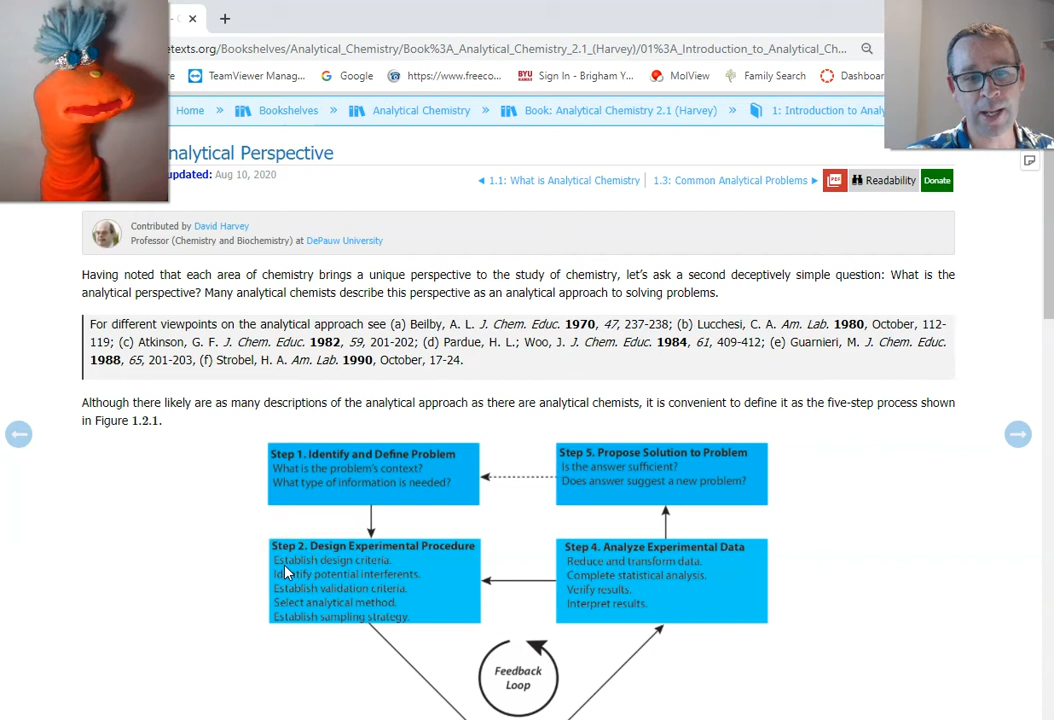 etexts.org/Bookshelves/Analytical_Chemistry/Book%3A_Analytical_Chemistry_2.1_(Harvey)/01%3A_Introduction_to_Analytical_Ch...
TeamViewer Manag... Google https://www.freeco... BYU Sign In - Brigham Y... MolView Family Search Dashboar
Home » Bookshelves » Analytical Chemistry » Book: Analytical Chemistry 2.1 (Harvey) » 1: Introduction to Analy
nalytical Perspective
updated: Aug 10, 2020
◄ 1.1: What is Analytical Chemistry 1.3: Common Analytical Problems ► PDF Readability Donate
Contributed by David Harvey
Professor (Chemistry and Biochemistry) at DePauw University
Having noted that each area of chemistry brings a unique perspective to the study of chemistry, let's ask a second deceptively simple question: What is the
analytical perspective? Many analytical chemists describe this perspective as an analytical approach to solving problems.
For different viewpoints on the analytical approach see (a) Beilby, A. L. J. Chem. Educ. 1970, 47, 237-238; (b) Lucchesi, C. A. Am. Lab. 1980, October, 112-
119; (c) Atkinson, G. F. J. Chem. Educ. 1982, 59, 201-202; (d) Pardue, H. L.; Woo, J. J. Chem. Educ. 1984, 61, 409-412; (e) Guarnieri, M. J. Chem. Educ.
1988, 65, 201-203, (f) Strobel, H. A. Am. Lab. 1990, October, 17-24.
Although there likely are as many descriptions of the analytical approach as there are analytical chemists, it is convenient to define it as the five-step process shown
in Figure 1.2.1.
Step 1. Identify and Define Problem
What is the problem's context?
What type of information is needed?
Step 5. Propose Solution to Problem
Is the answer sufficient?
Does answer suggest a new problem?
Step 2. Design Experimental Procedure
Establish design criteria.
Identify potential interferents.
Establish validation criteria.
Select analytical method.
Establish sampling strategy.
Step 4. Analyze Experimental Data
Reduce and transform data.
Complete statistical analysis.
Verify results.
Interpret results.
Feedback
Loop